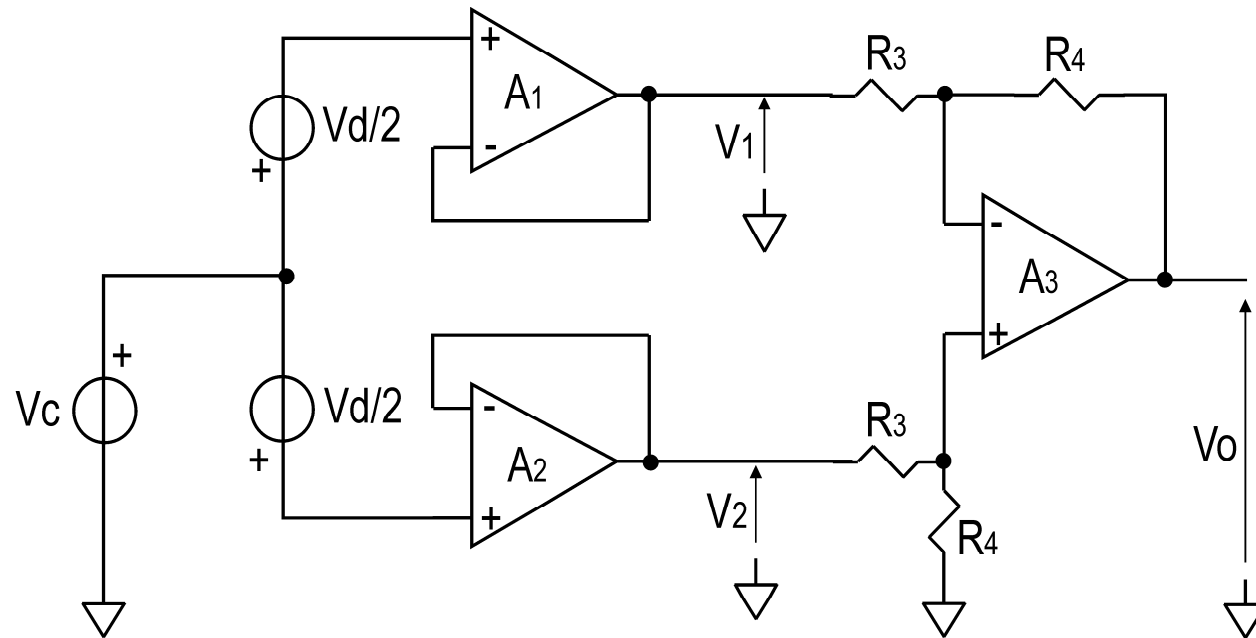 R3
R4
+
A1
Vd/2
V1
-
+
-
A3
+
+
Vc
Vd/2
-
R3
Vo
A2
+
V2
+
R4